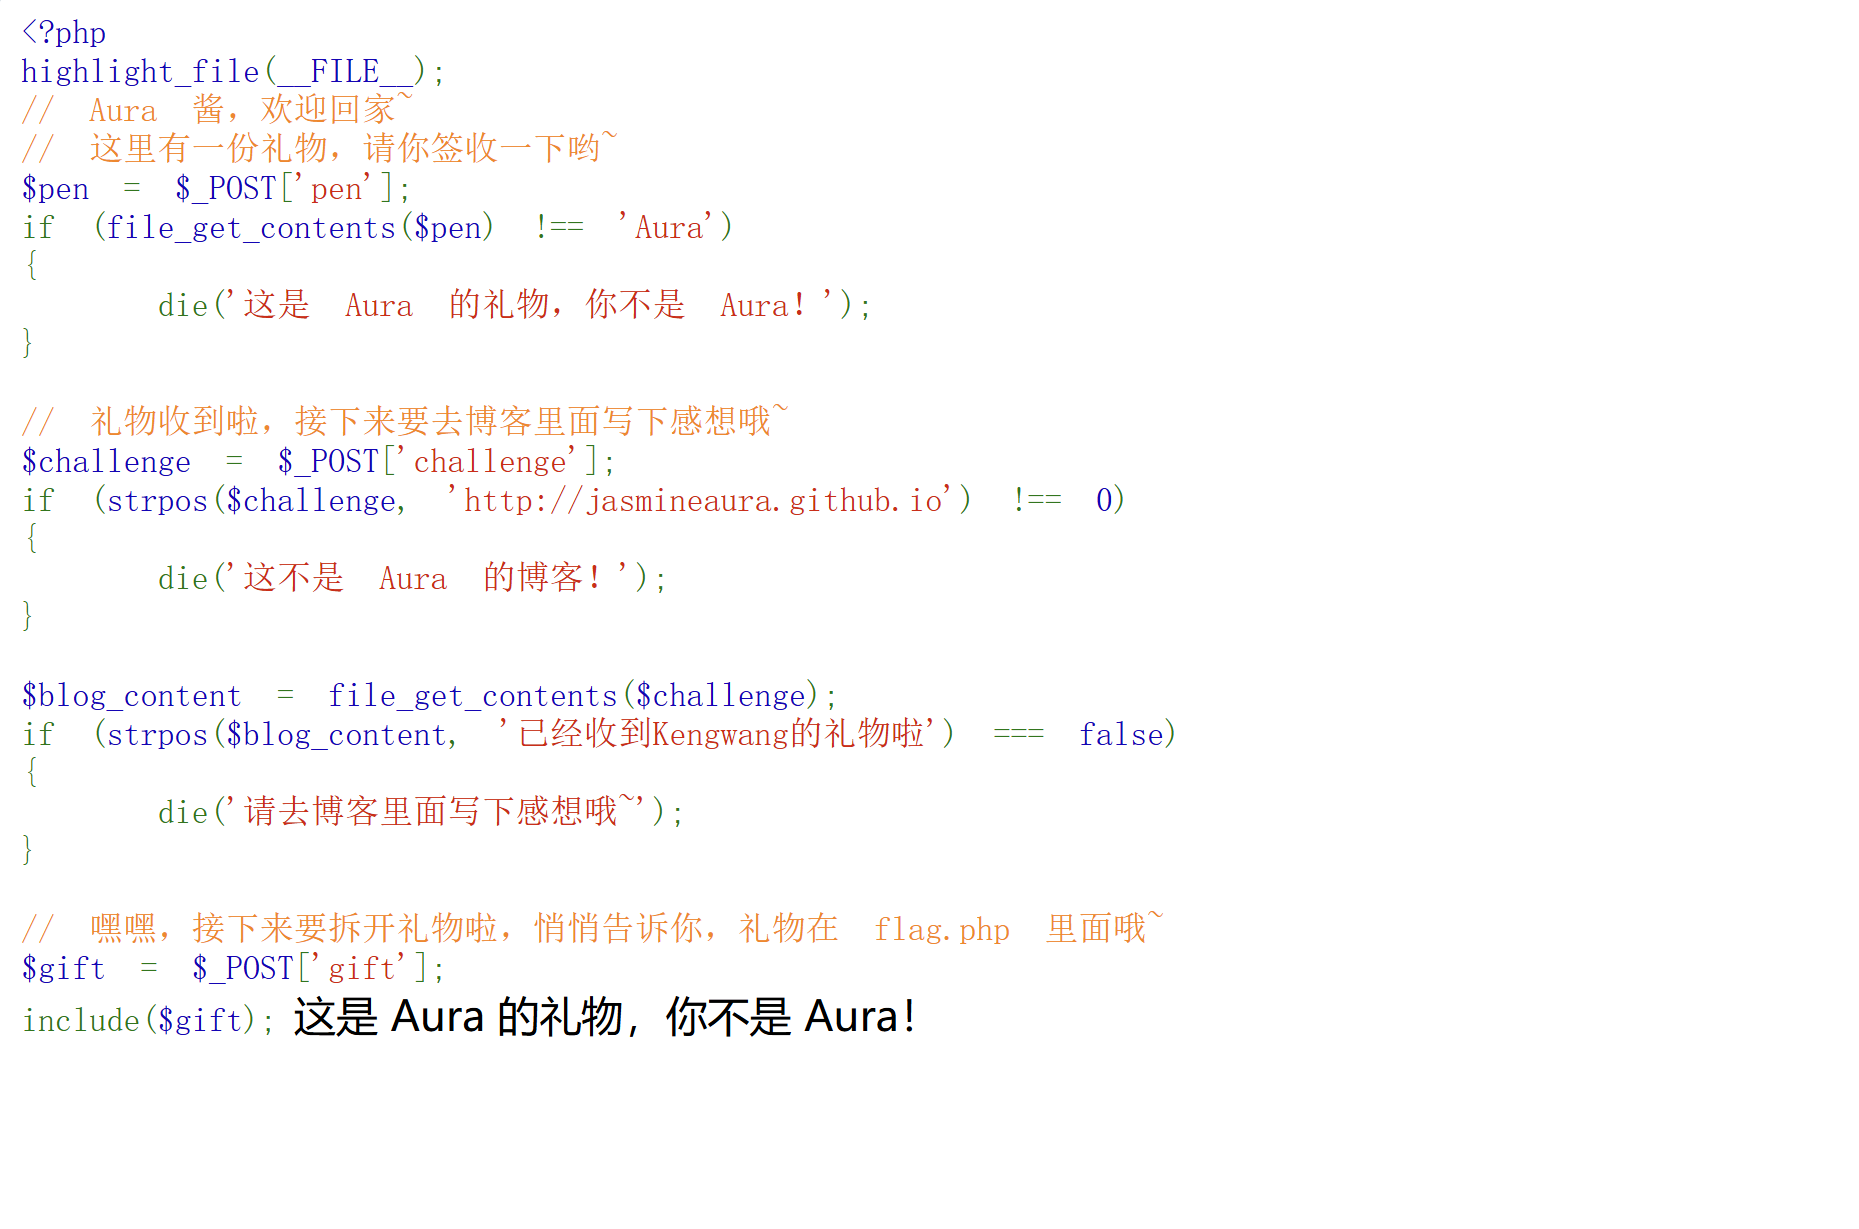 <?php
highlight_file(__FILE__);
// Aura 酱，欢迎回家~
// 这里有一份礼物，请你签收一下哟~
$pen = $_POST['pen'];
if (file_get_contents($pen) !== 'Aura')
{
    die('这是 Aura 的礼物，你不是 Aura！');
}
// 礼物收到啦，接下来要去博客里面写下感想哦~
$challenge = $_POST['challenge'];
if (strpos($challenge, 'http://jasmineaura.github.io') !== 0)
{
    die('这不是 Aura 的博客！');
}
$blog_content = file_get_contents($challenge);
if (strpos($blog_content, '已经收到Kengwang的礼物啦') === false)
{
    die('请去博客里面写下感想哦~');
}
// 嘿嘿，接下来要拆开礼物啦，悄悄告诉你，礼物在 flag.php 里面哦~
$gift = $_POST['gift'];
include($gift); 这是 Aura 的礼物，你不是 Aura！